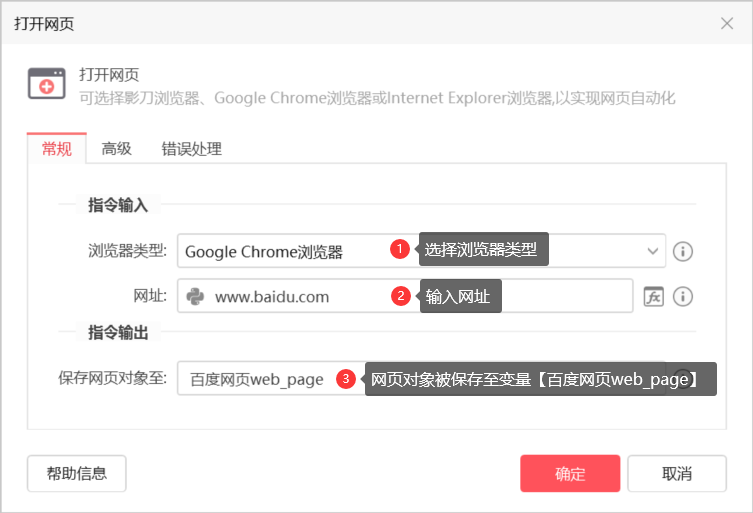 打开网页
打开网页
可选择影刀浏览器、Google Chrome浏览器或Internet Explorer浏览器,以实现网页自动化
常规 高级 错误处理
指令输入
浏览器类型: Google Chrome浏览器 1 选择浏览器类型
网址: www.baidu.com 2 输入网址 fx
指令输出
保存网页对象至: 百度网页web_page 3 网页对象被保存至变量【百度网页web_page】
帮助信息 确定 取消